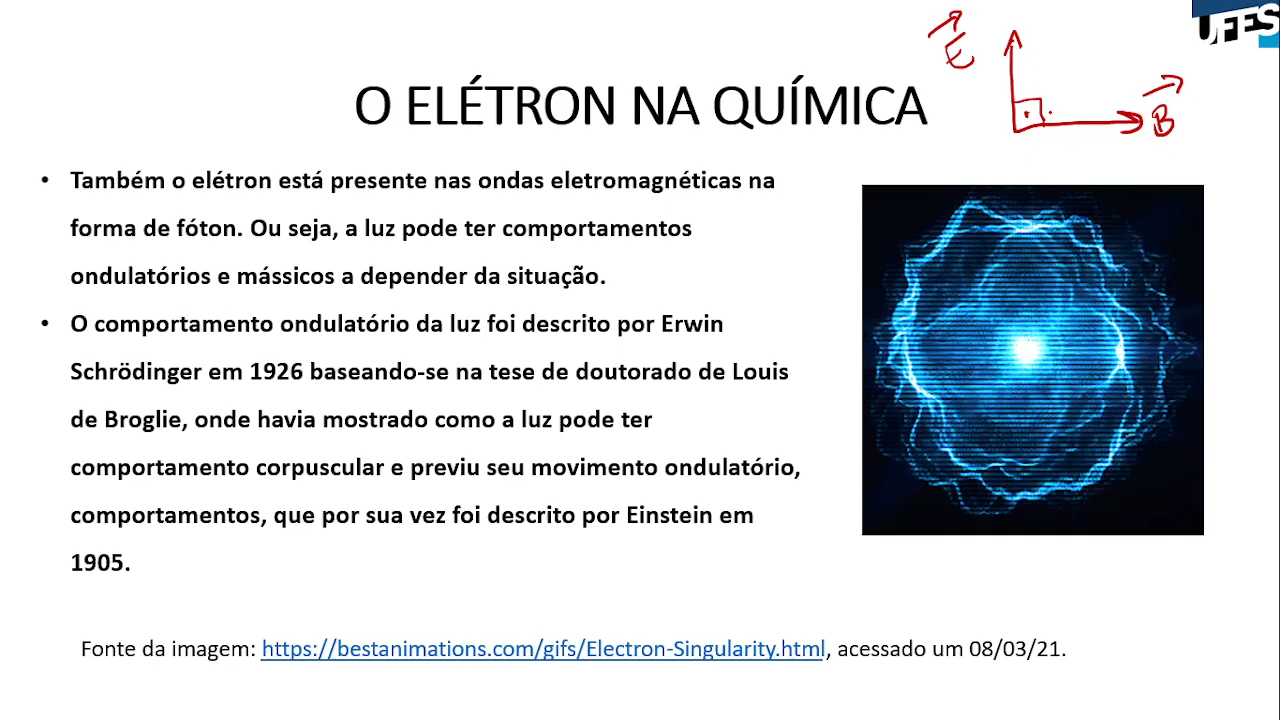 UFES
E
B
O ELÉTRON NA QUÍMICA
• Também o elétron está presente nas ondas eletromagnéticas na
forma de fóton. Ou seja, a luz pode ter comportamentos
ondulatórios e mássicos a depender da situação.
• O comportamento ondulatório da luz foi descrito por Erwin
Schrödinger em 1926 baseando-se na tese de doutorado de Louis
de Broglie, onde havia mostrado como a luz pode ter
comportamento corpuscular e previu seu movimento ondulatório,
comportamentos, que por sua vez foi descrito por Einstein em
1905.
Fonte da imagem: https://bestanimations.com/gifs/Electron-Singularity.html, acessado um 08/03/21.